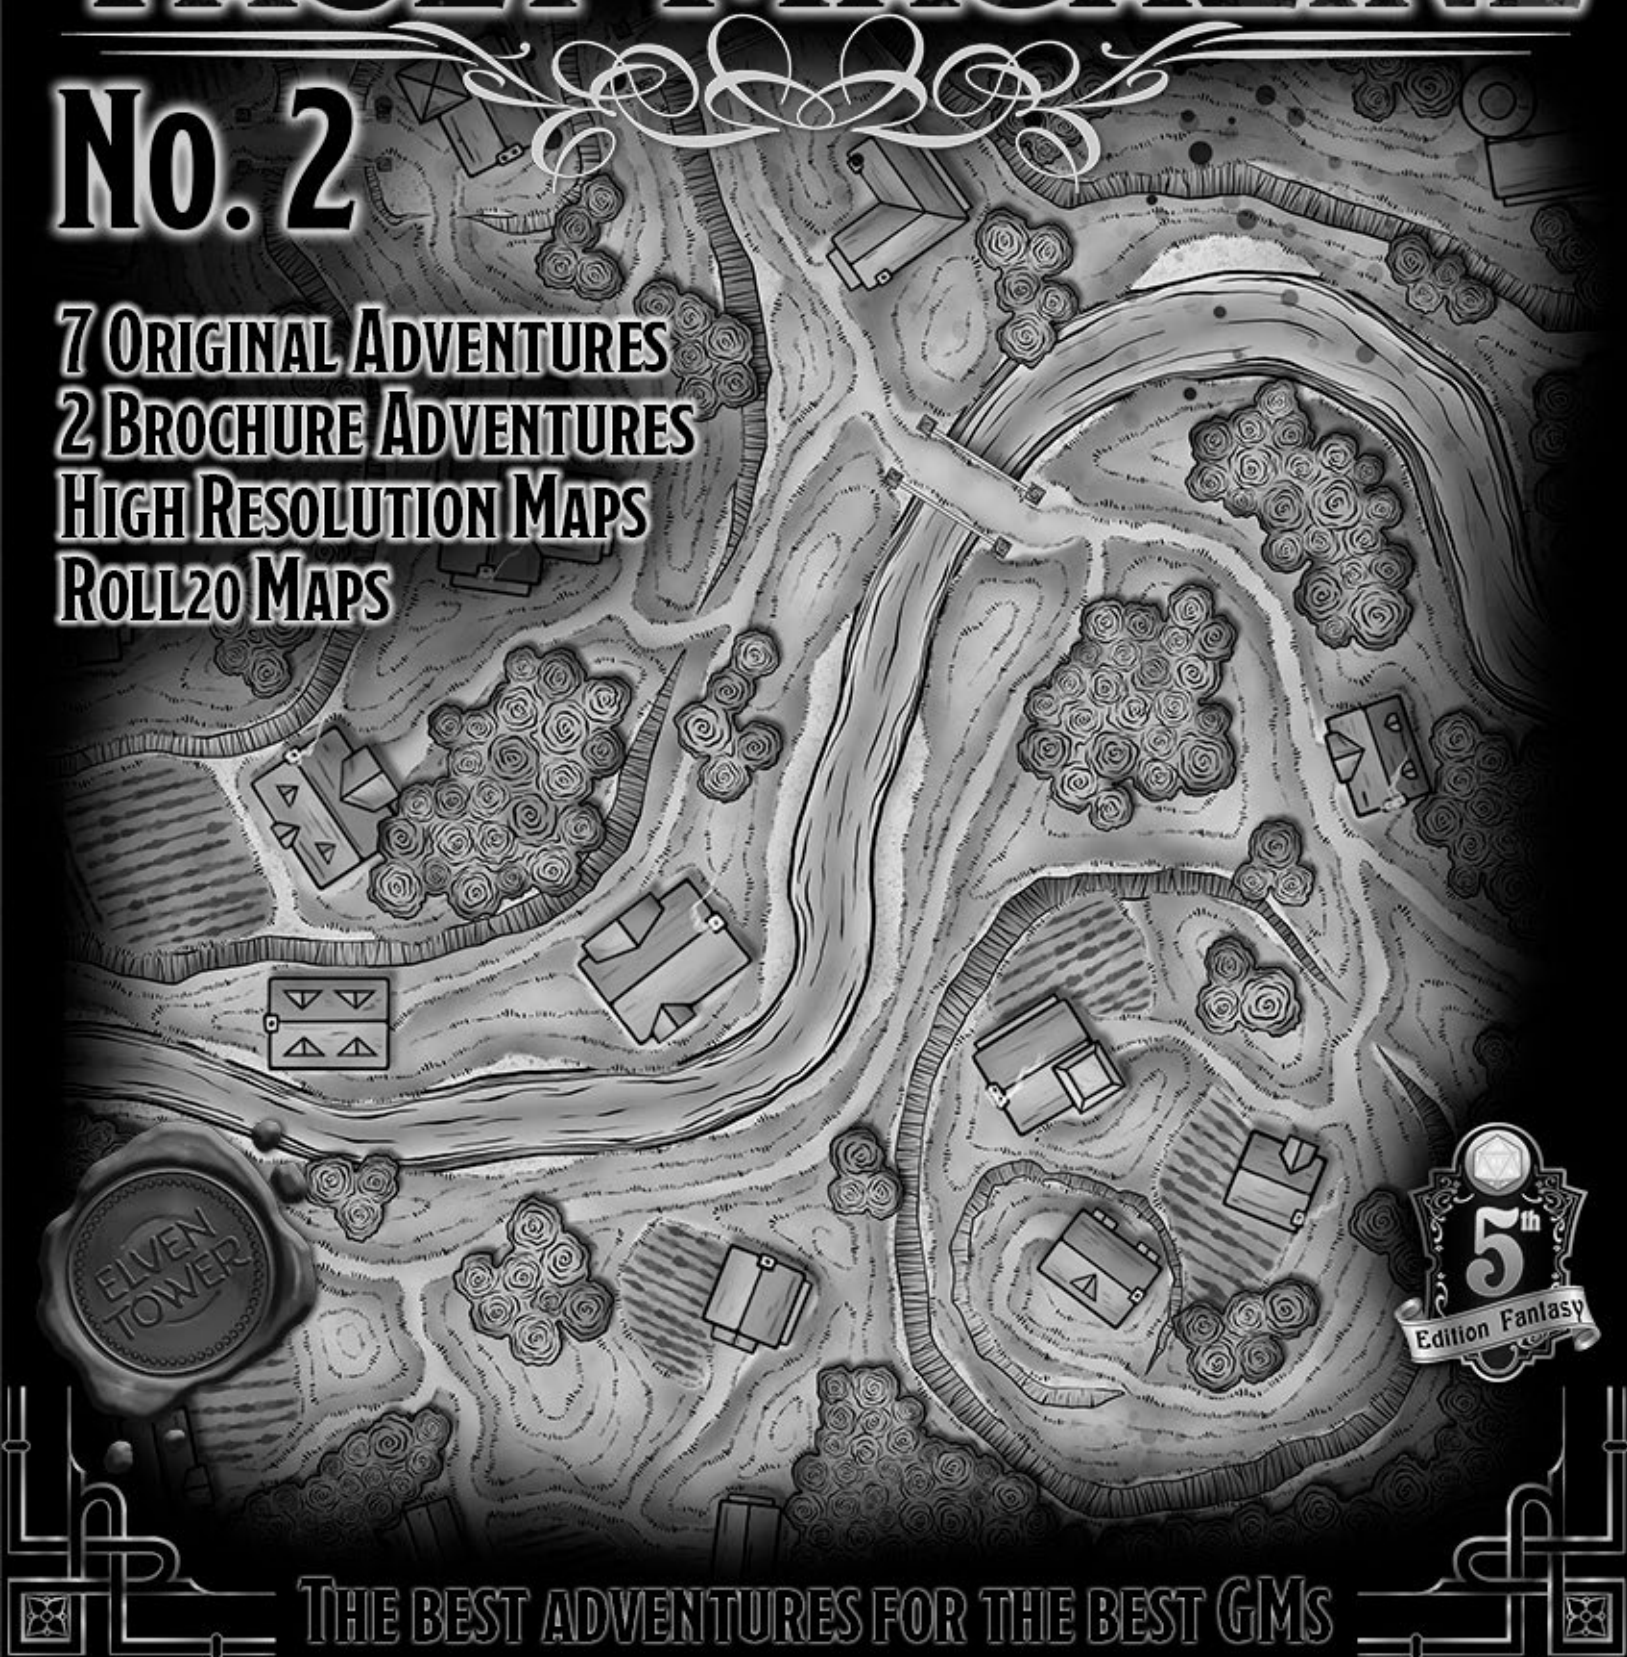 No. 2
7 Original Adventures
2 Brochure Adventures
High Resolution Maps
Roll20 Maps
ELVEN
TOWER
5th
Edition Fantasy
The best adventures for the best GMs